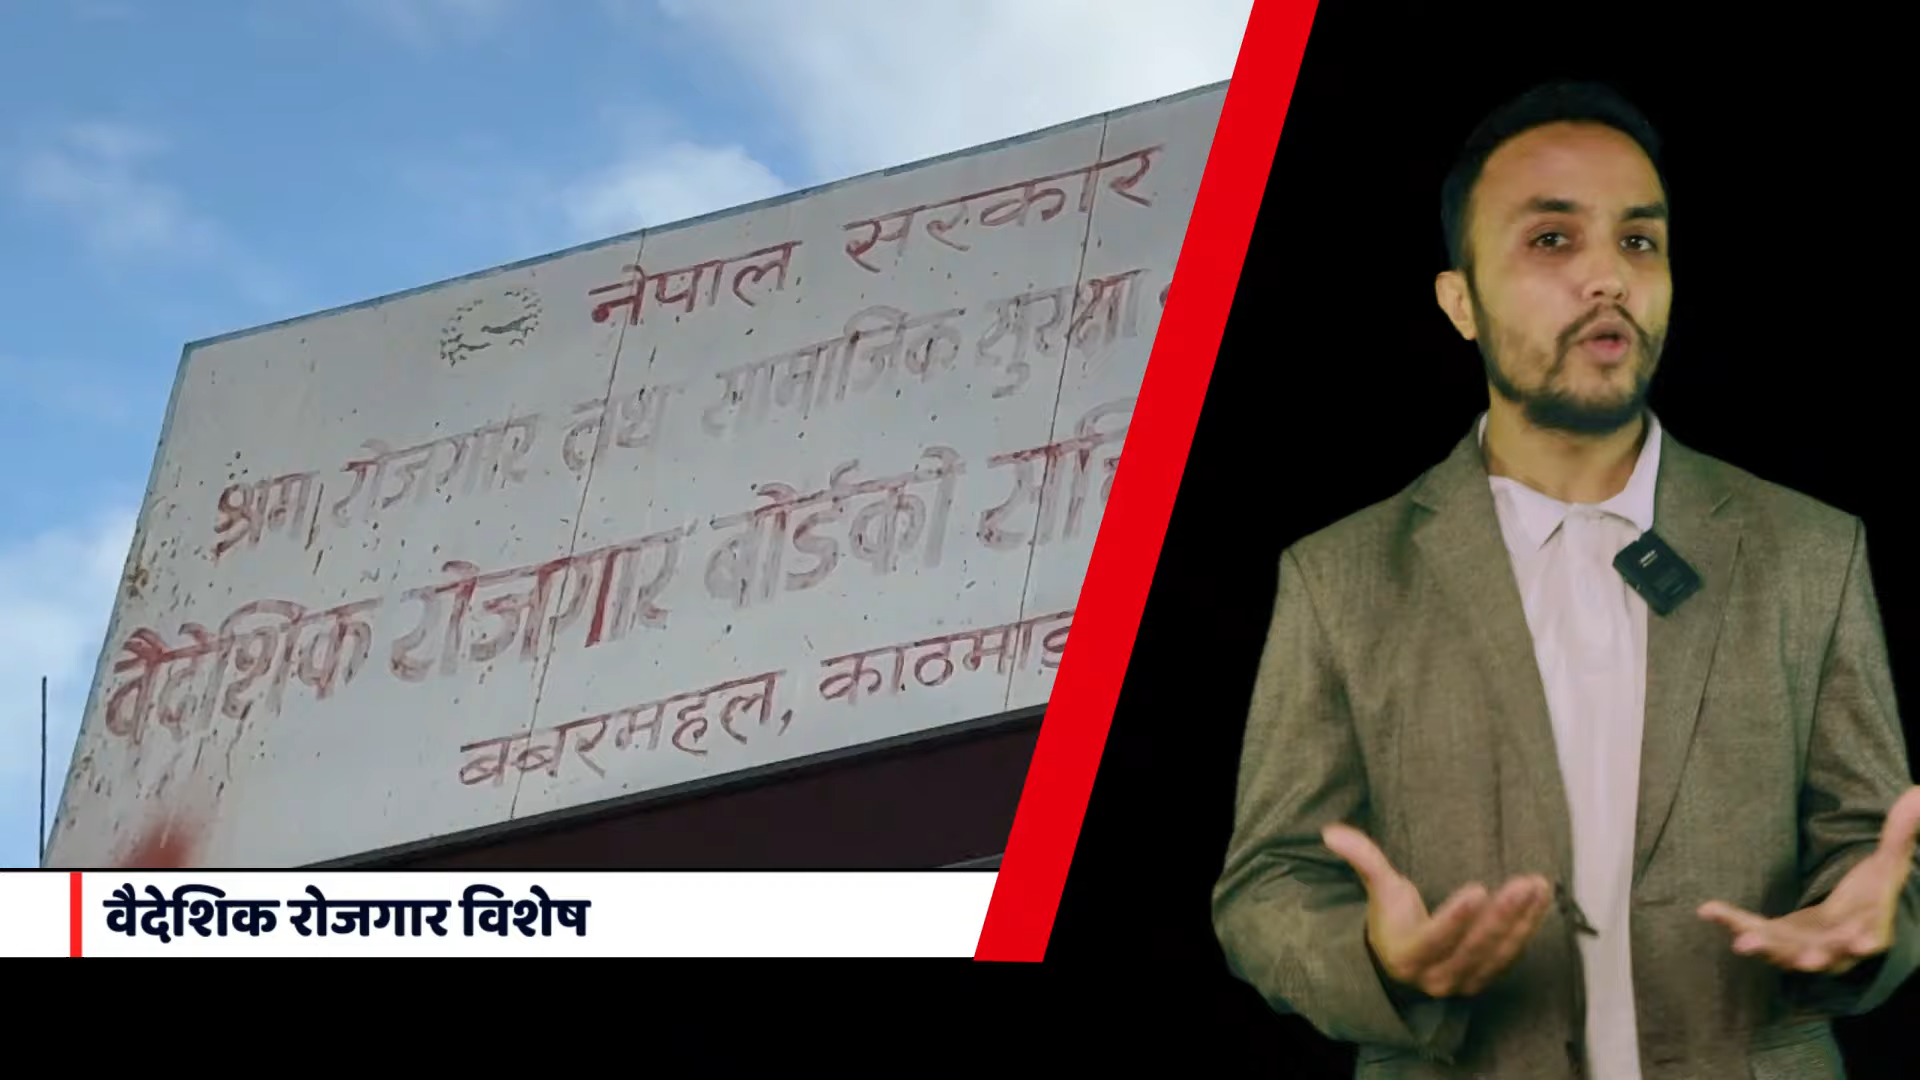 नेपाल सरकार
श्रम, रोजगार तथा सामाजिक सुरक्षा
वैदेशिक रोजगार बोर्डको
बबरमहल,
वैदेशिक रोजगार विशेष